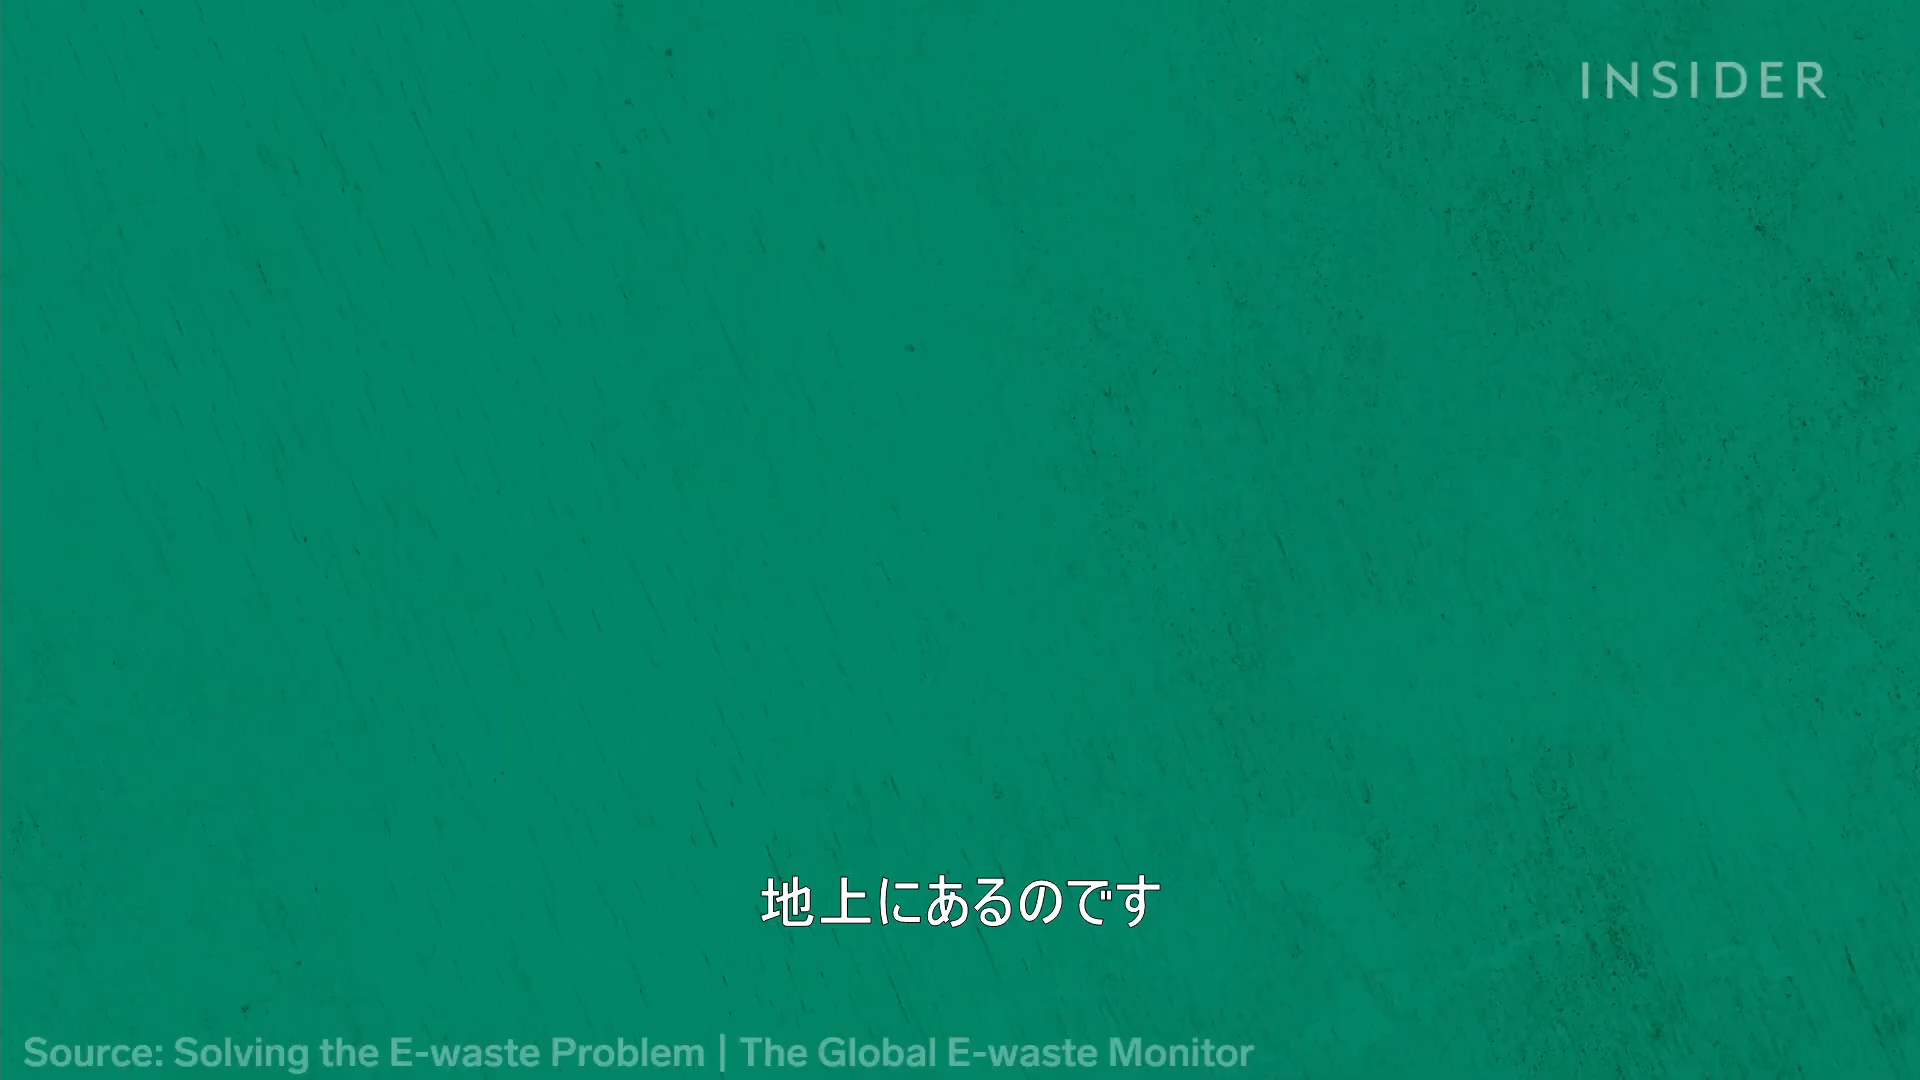 INSIDER
地上にあるのです
Source: Solving the E-waste Problem | The Global E-waste Monitor